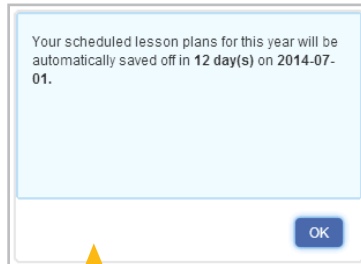 Your scheduled lesson plans for this year will be
automatically saved off in 12 day(s) on 2014-07-
01.
OK